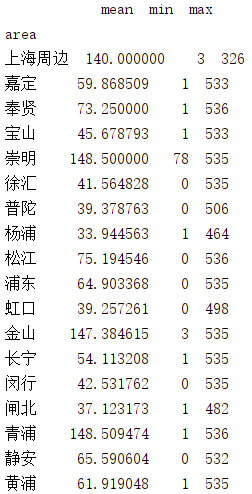 mean min max
area
上海周边 140.000000 3 326
嘉定 59.868509 1 533
奉贤 73.250000 1 536
宝山 45.678793 1 533
崇明 148.500000 78 535
徐汇 41.564828 0 535
普陀 39.378763 0 506
杨浦 33.944563 1 464
松江 75.194546 0 536
浦东 64.903368 0 535
虹口 39.257261 0 498
金山 147.384615 3 535
长宁 54.113208 1 535
闵行 42.531762 0 535
闸北 37.123173 1 482
青浦 148.509474 1 536
静安 65.590604 0 532
黄浦 61.919048 1 535